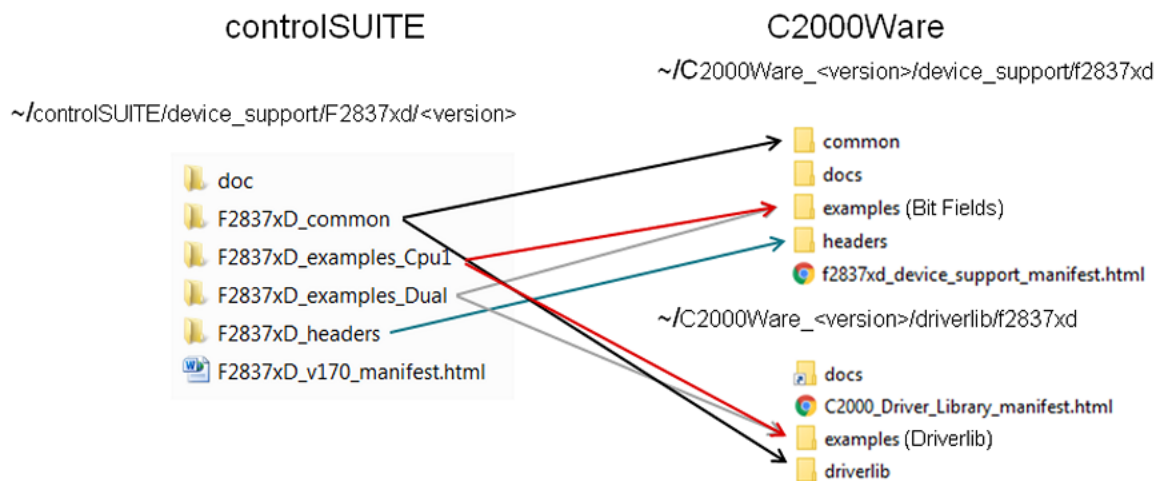 controlSUITE
C2000Ware
~/C2000Ware_<version>/device_support/f2837xd
~/controlSUITE/device_support/F2837xd/<version>
doc
F2837xD_common
F2837xD_examples_Cpu1
F2837xD_examples_Dual
F2837xD_headers
F2837xD_v170_manifest.html
common
docs
examples (Bit Fields)
headers
f2837xd_device_support_manifest.html
~/C2000Ware_<version>/driverlib/f2837xd
docs
C2000_Driver_Library_manifest.html
examples (Driverlib)
driverlib